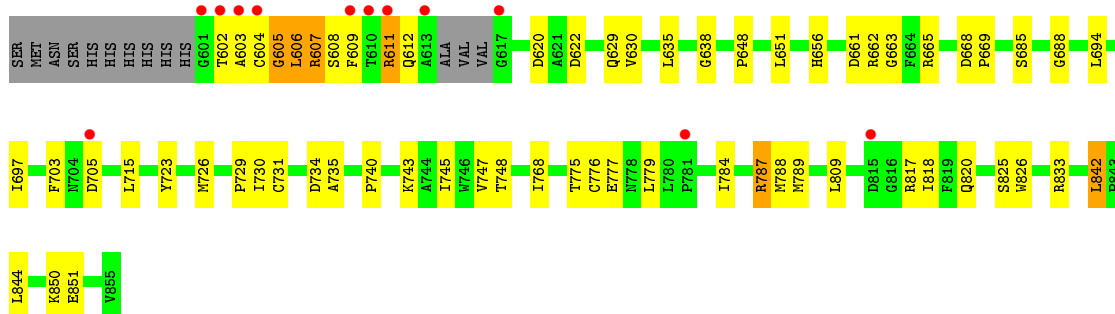 SER MET ASN SER HIS HIS HIS HIS HIS HIS G601 T602 A603 C604 G605 L606 R607 S608 F609 T610 R611 Q612 A613 ALA VAL VAL G617 D620 A621 D622 Q629 V630 L635 G638 P648 L651 H656 D661 R662 G663 F664 R665 D668 P669 S685 G688 L694
I697 F703 N704 D705 L715 Y723 M726 P729 I730 C731 D734 A735 P740 K743 A744 I745 W746 V747 T748 I768 T775 C776 E777 N778 L779 L780 P781 I784 R787 M788 M789 L809 D815 G816 R817 I818 F819 Q820 S825 W826 R833 L842 P843
L844 K850 E851 V855